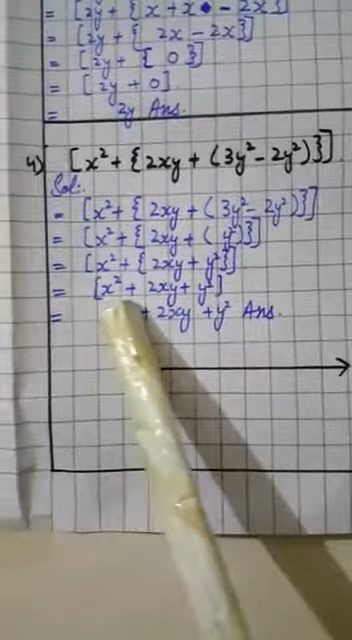 = [2y + {x + x - 2x}]
= [2y + { 2x - 2x}]
= [2y + { 0 }]
= [2y + 0]
= 2y Ans.
4) [x² + {2xy + (3y² - 2y²)}]
Sol:
= [x² + { 2xy + ( 3y² - 2y²)}]
= [x² + { 2xy + ( y²)}]
= [x² + { 2xy + y²}]
= [x² + 2xy + y²]
= + 2xy + y² Ans.